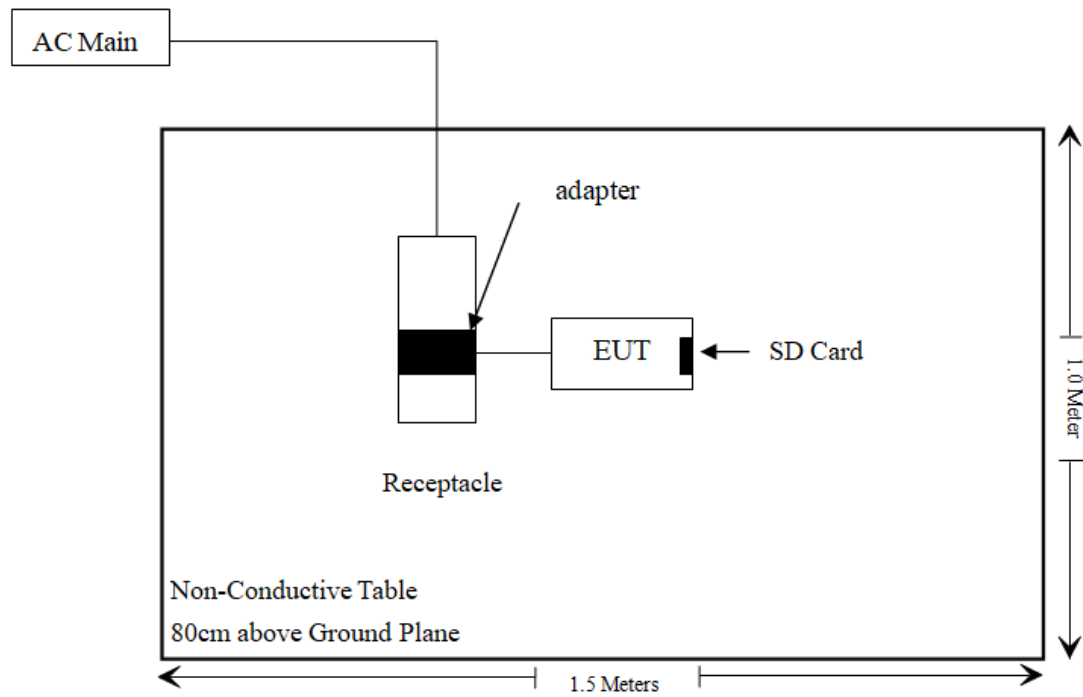 AC Main
adapter
EUT
SD Card
Receptacle
1.0 Meter
Non-Conductive Table
80cm above Ground Plane
1.5 Meters